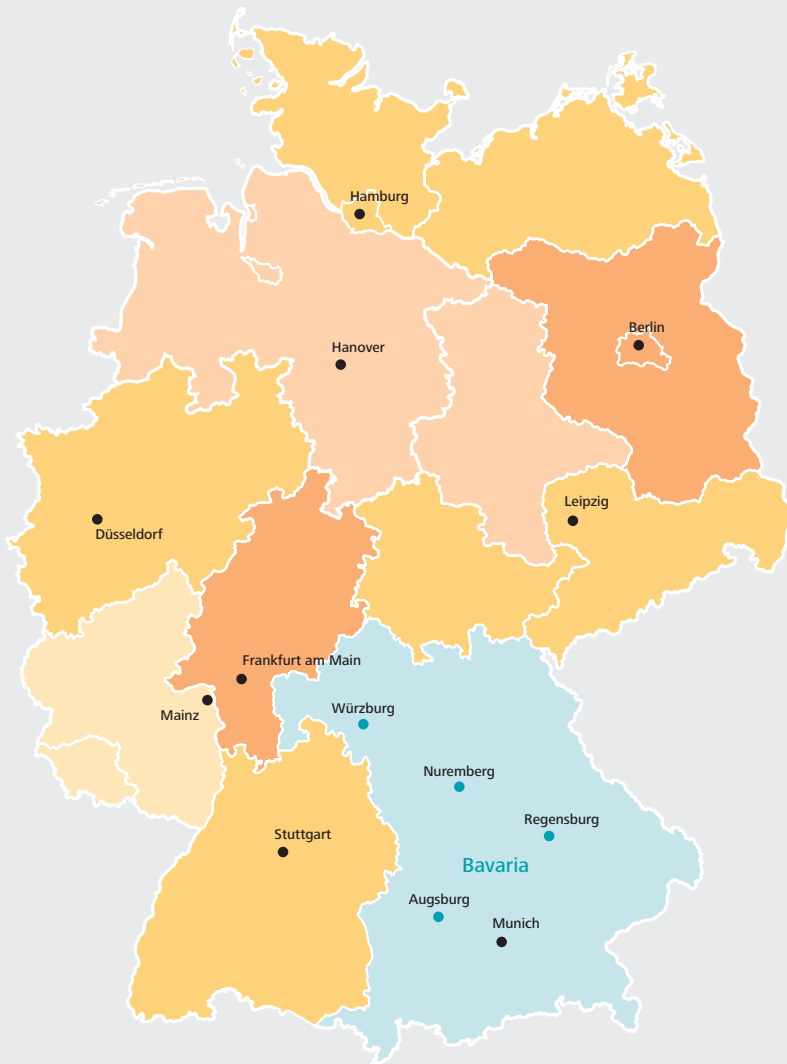 Hamburg
Berlin
Hanover
Leipzig
Düsseldorf
Frankfurt am Main
Mainz
Würzburg
Nuremberg
Regensburg
Stuttgart
Bavaria
Augsburg
Munich